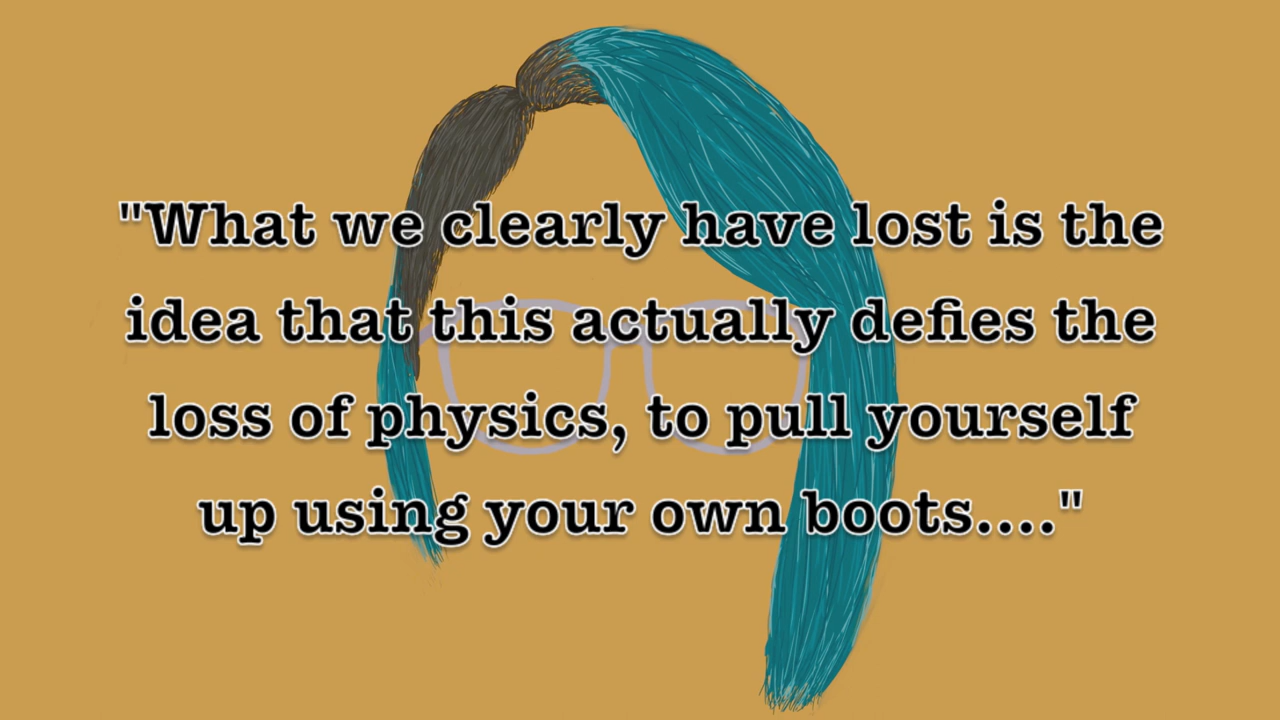 "What we clearly have lost is the
idea that this actually defies the
loss of physics, to pull yourself
up using your own boots...."